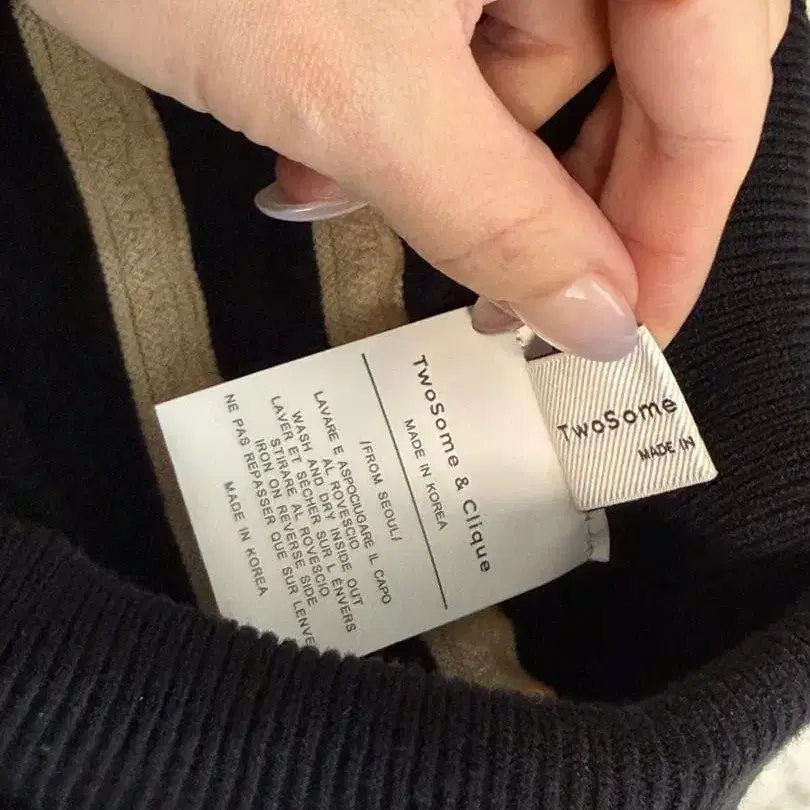 TwoSome & Clique
MADE IN KOREA
/FROM SEOUL/
LAVARE E ASPOCIUGARE IL CAPO
AL ROVESCIO
WASH AND DRY INSIDE OUT
LAVER ET SECHER SUR L ENVERS
STIRARE AL ROVESCIO
IRON ON REVERSE SIDE
NE PAS REPASSER QUE SUR LENVE
MADE IN KOREA
TwoSome
MADE IN